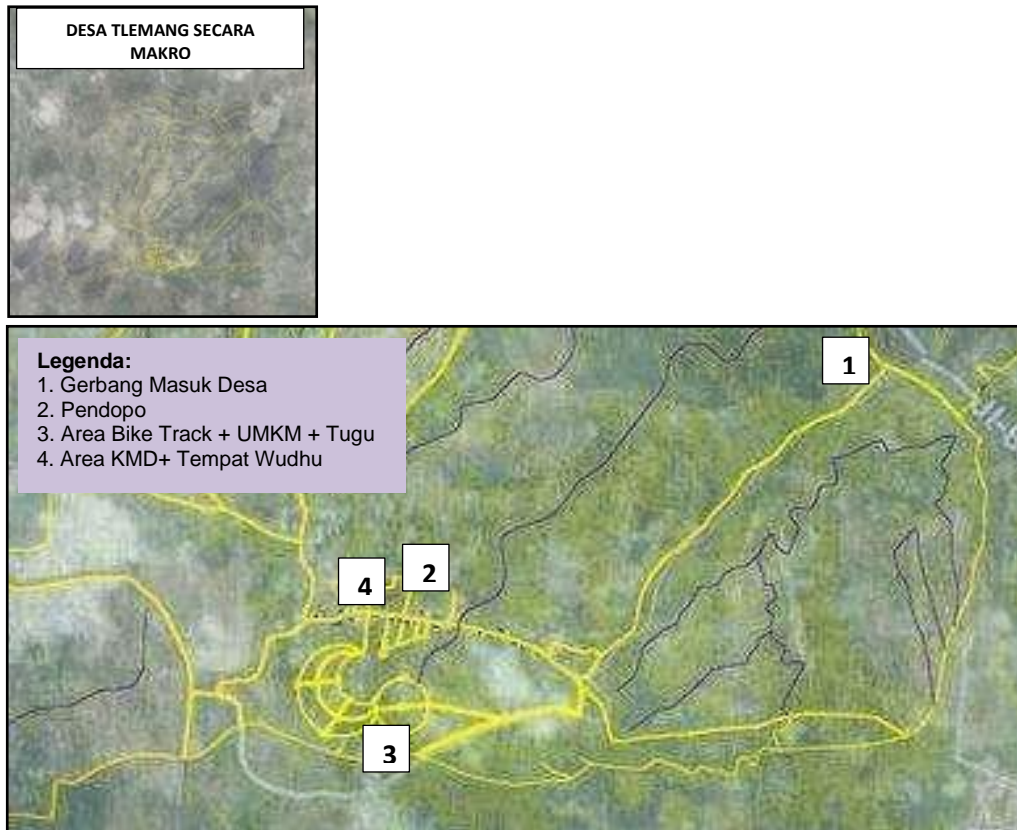 DESA TLEMANG SECARA
MAKRO
Legenda:
1. Gerbang Masuk Desa
2. Pendopo
3. Area Bike Track + UMKM + Tugu
4. Area KMD+ Tempat Wudhu
1
4
2
3